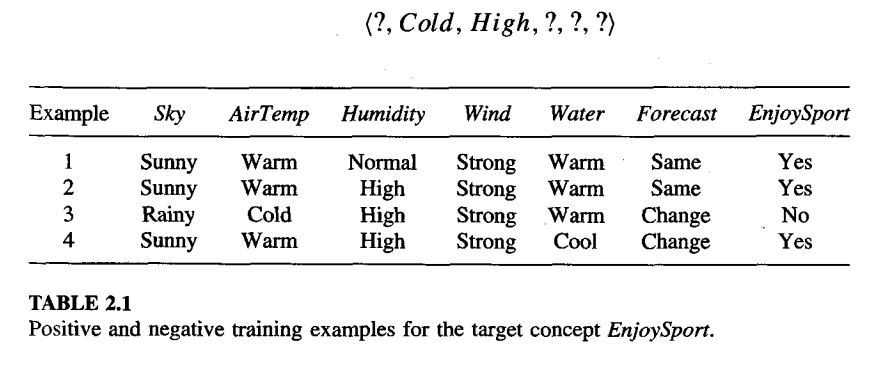 ⟨?, Cold, High, ?, ?, ?⟩
Example Sky AirTemp Humidity Wind Water Forecast EnjoySport
1 Sunny Warm Normal Strong Warm Same Yes
2 Sunny Warm High Strong Warm Same Yes
3 Rainy Cold High Strong Warm Change No
4 Sunny Warm High Strong Cool Change Yes
TABLE 2.1
Positive and negative training examples for the target concept EnjoySport.